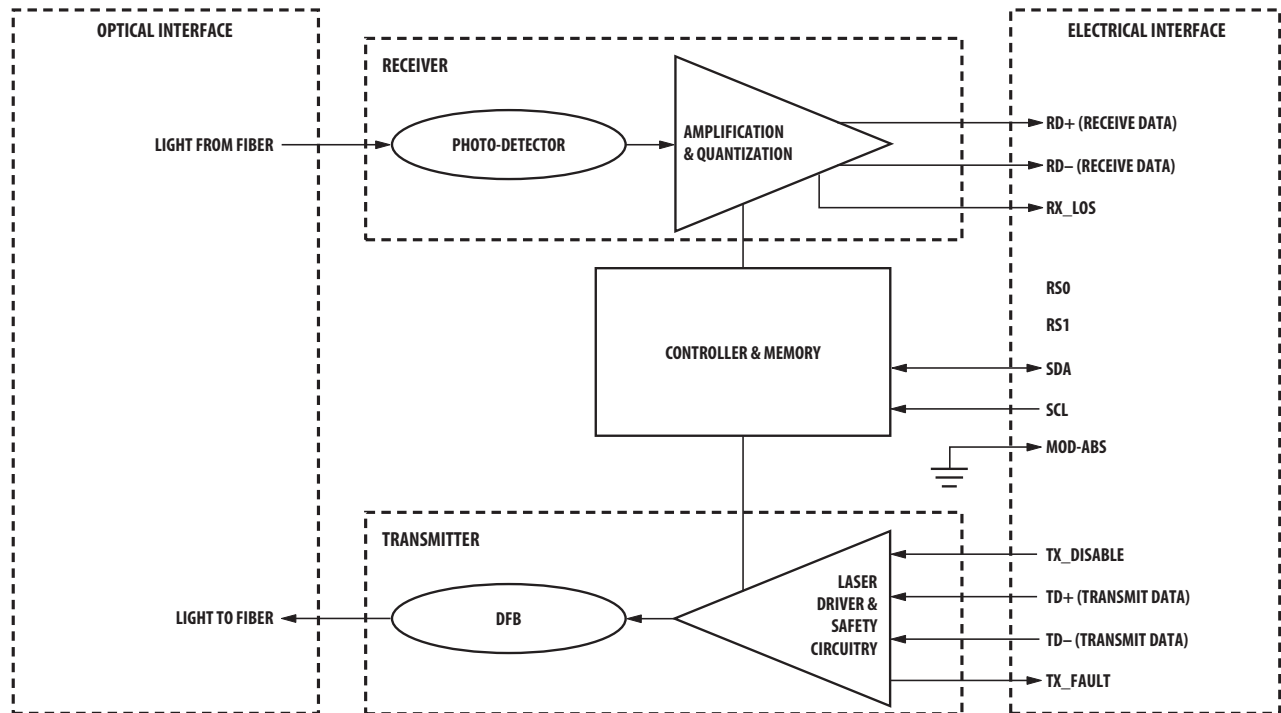 OPTICAL INTERFACE
ELECTRICAL INTERFACE
RECEIVER
LIGHT FROM FIBER
PHOTO-DETECTOR
AMPLIFICATION
& QUANTIZATION
RD+ (RECEIVE DATA)
RD– (RECEIVE DATA)
RX_LOS
CONTROLLER & MEMORY
RS0
RS1
SDA
SCL
MOD-ABS
TRANSMITTER
LIGHT TO FIBER
DFB
LASER
DRIVER &
SAFETY
CIRCUITRY
TX_DISABLE
TD+ (TRANSMIT DATA)
TD– (TRANSMIT DATA)
TX_FAULT